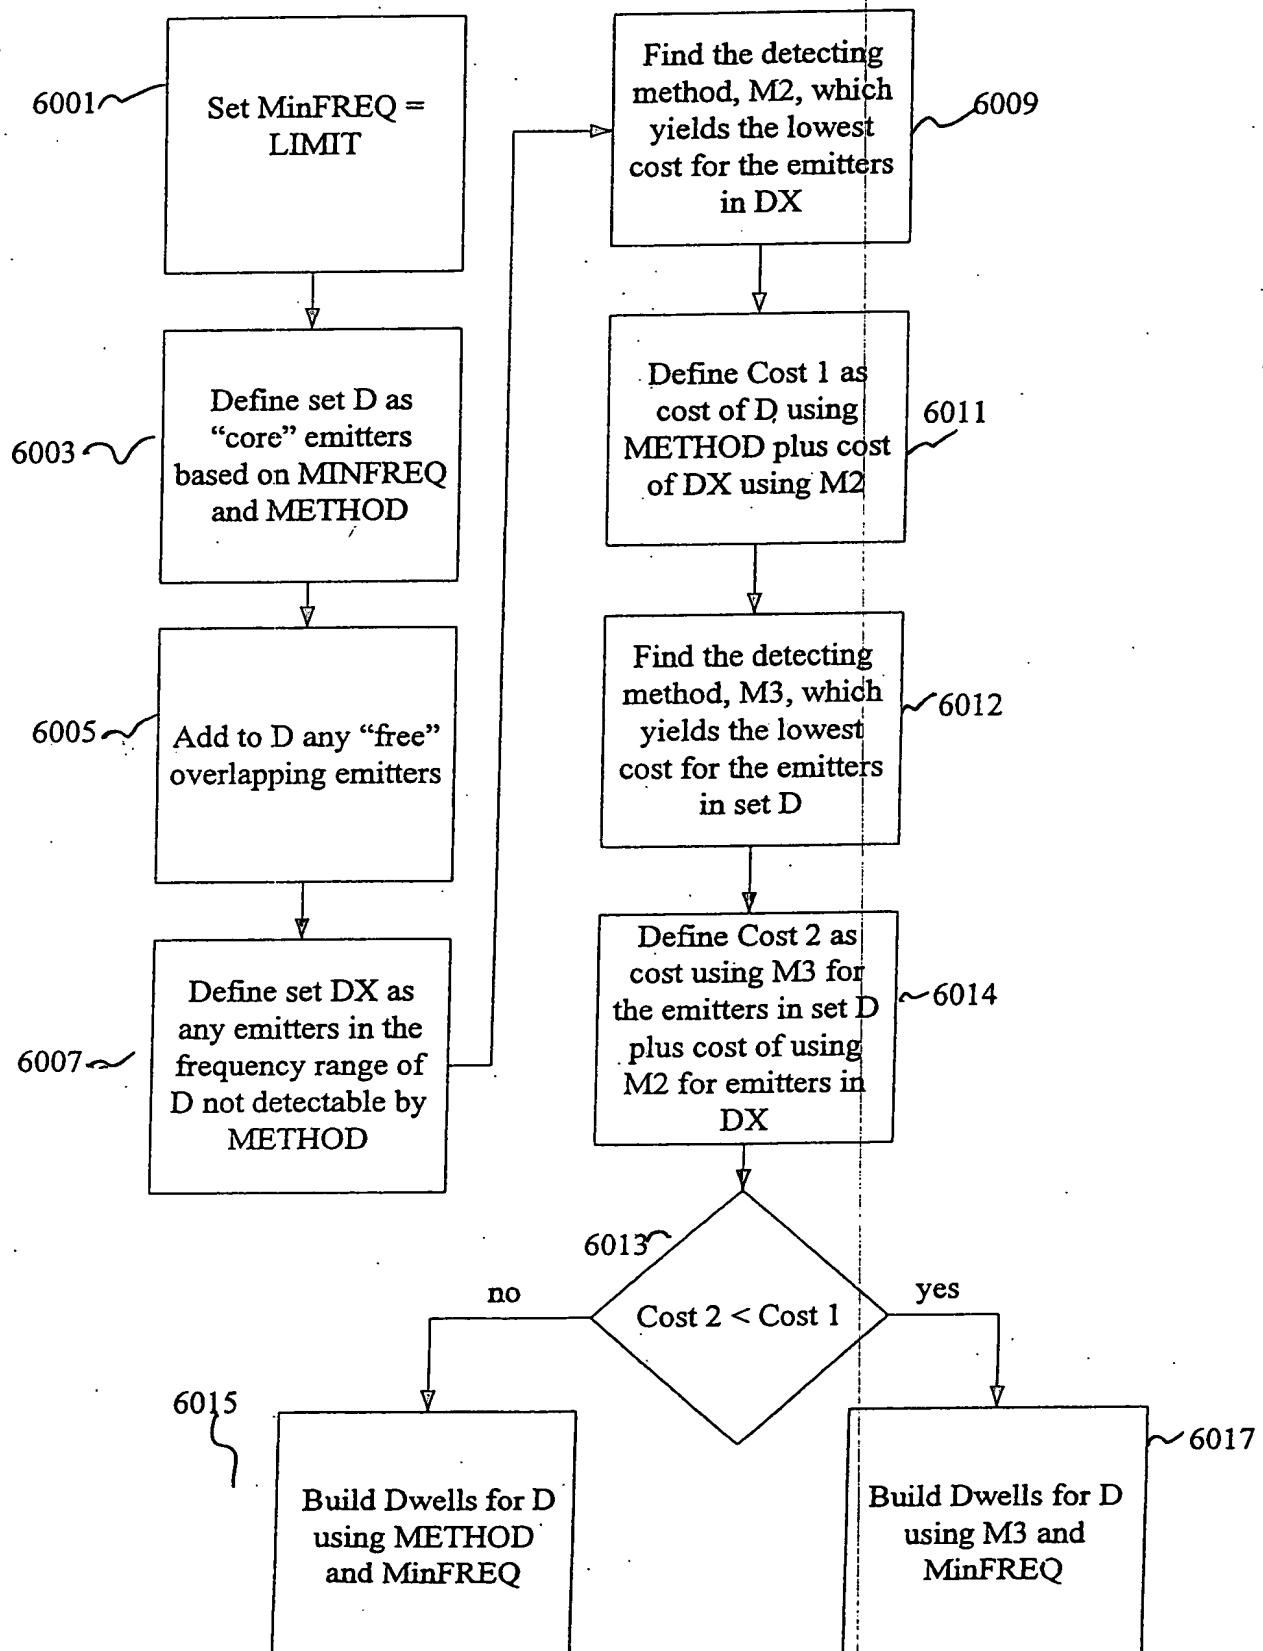 6001
Set MinFREQ =
LIMIT
6003
Define set D as
“core” emitters
based on MINFREQ
and METHOD
6005
Add to D any “free”
overlapping emitters
6007
Define set DX as
any emitters in the
frequency range of
D not detectable by
METHOD
Find the detecting
method, M2, which
yields the lowest
cost for the emitters
in DX
6009
Define Cost 1 as
cost of D using
METHOD plus cost
of DX using M2
6011
Find the detecting
method, M3, which
yields the lowest
cost for the emitters
in set D
6012
Define Cost 2 as
cost using M3 for
the emitters in set D
plus cost of using
M2 for emitters in
DX
6014
6013
Cost 2 < Cost 1
no
yes
6015
Build Dwells for D
using METHOD
and MinFREQ
6017
Build Dwells for D
using M3 and
MinFREQ